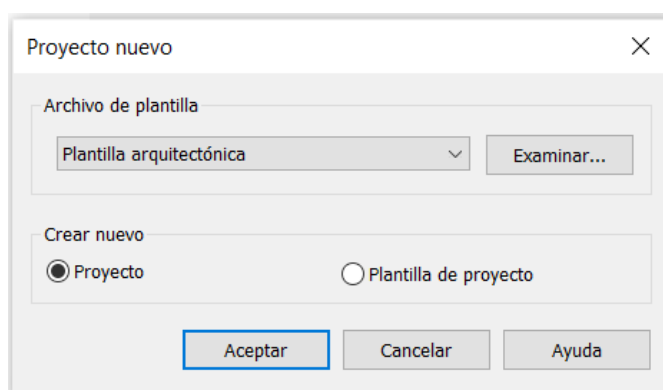 Proyecto nuevo
Archivo de plantilla
Plantilla arquitectónica
Examinar...
Crear nuevo
Proyecto
Plantilla de proyecto
Aceptar
Cancelar
Ayuda